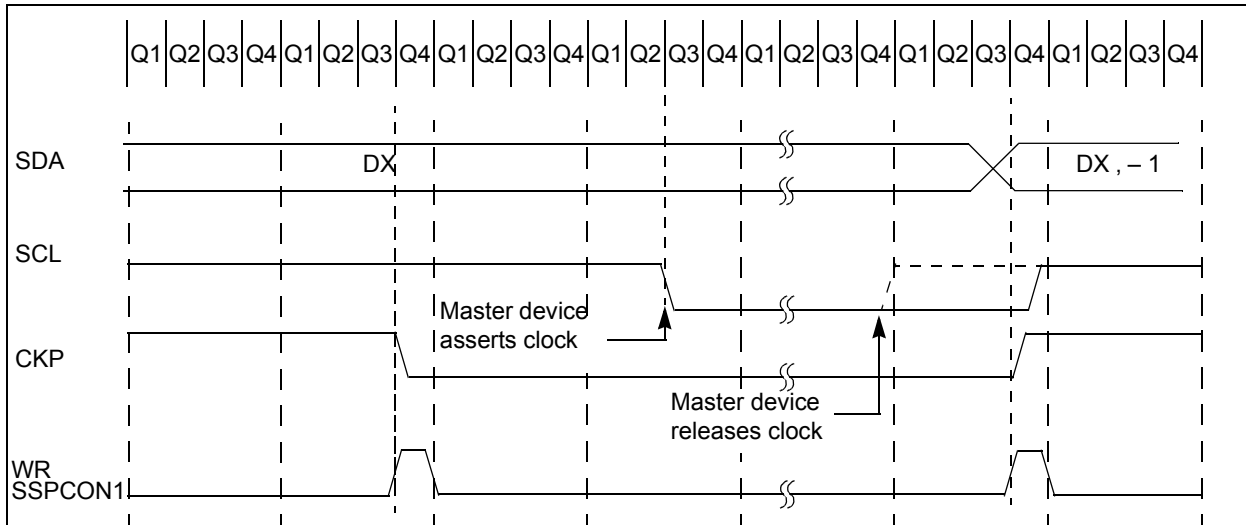 Q1 Q2 Q3 Q4 Q1 Q2 Q3 Q4 Q1 Q2 Q3 Q4 Q1 Q2 Q3 Q4 Q1 Q2 Q3 Q4 Q1 Q2 Q3 Q4 Q1 Q2 Q3 Q4
SDA
DX
DX , – 1
SCL
Master device
asserts clock
CKP
Master device
releases clock
WR
SSPCON1